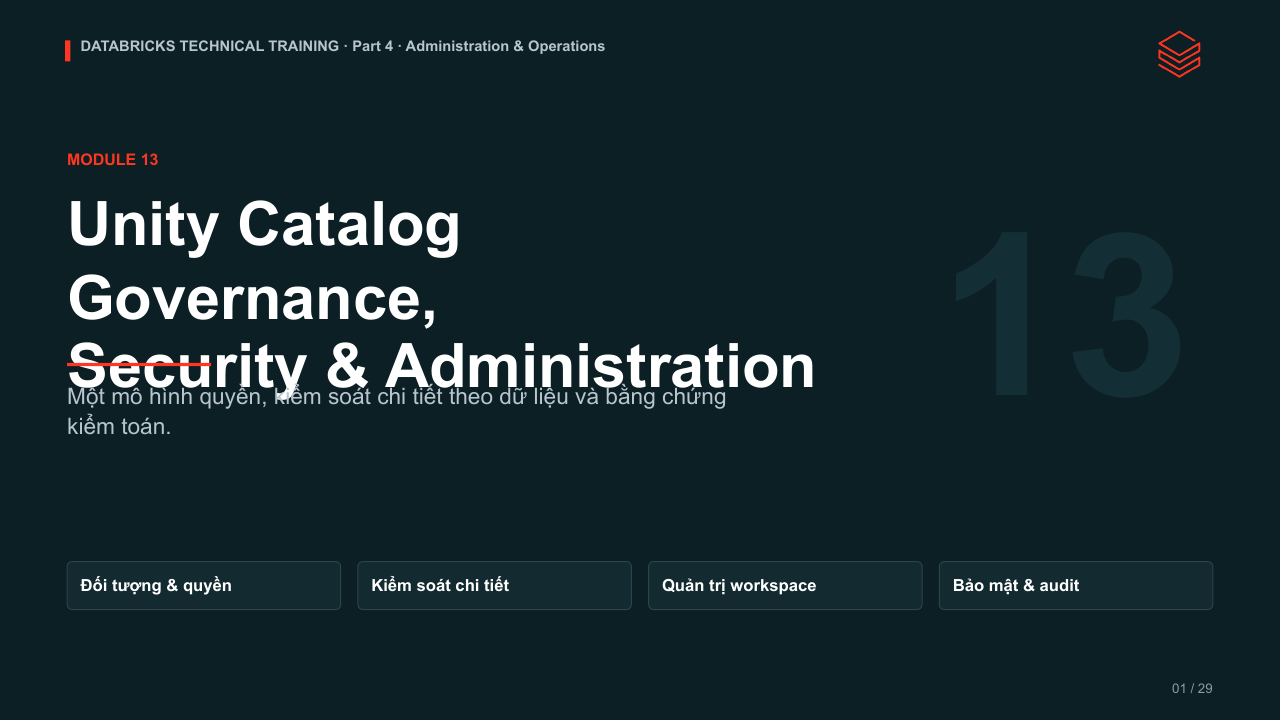 DATABRICKS TECHNICAL TRAINING · Part 4 · Administration & Operations
MODULE 13
Unity Catalog
Governance,
Security & Administration
13
Một mô hình quyền, kiểm soát chi tiết theo dữ liệu và bằng chứng
kiểm toán.
Đối tượng & quyền
Kiểm soát chi tiết
Quản trị workspace
Bảo mật & audit
01 / 29